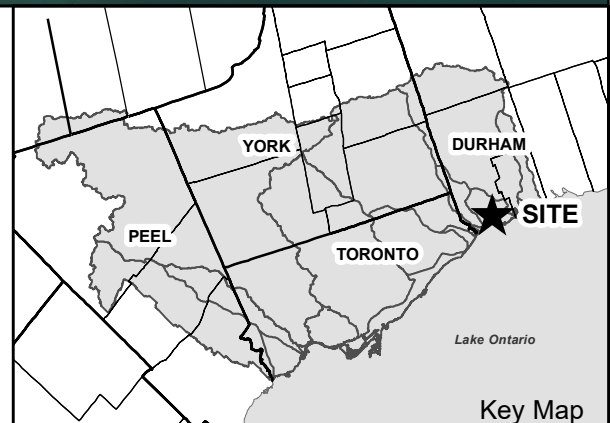 YORK
DURHAM
SITE
PEEL
TORONTO
Lake Ontario
Key Map